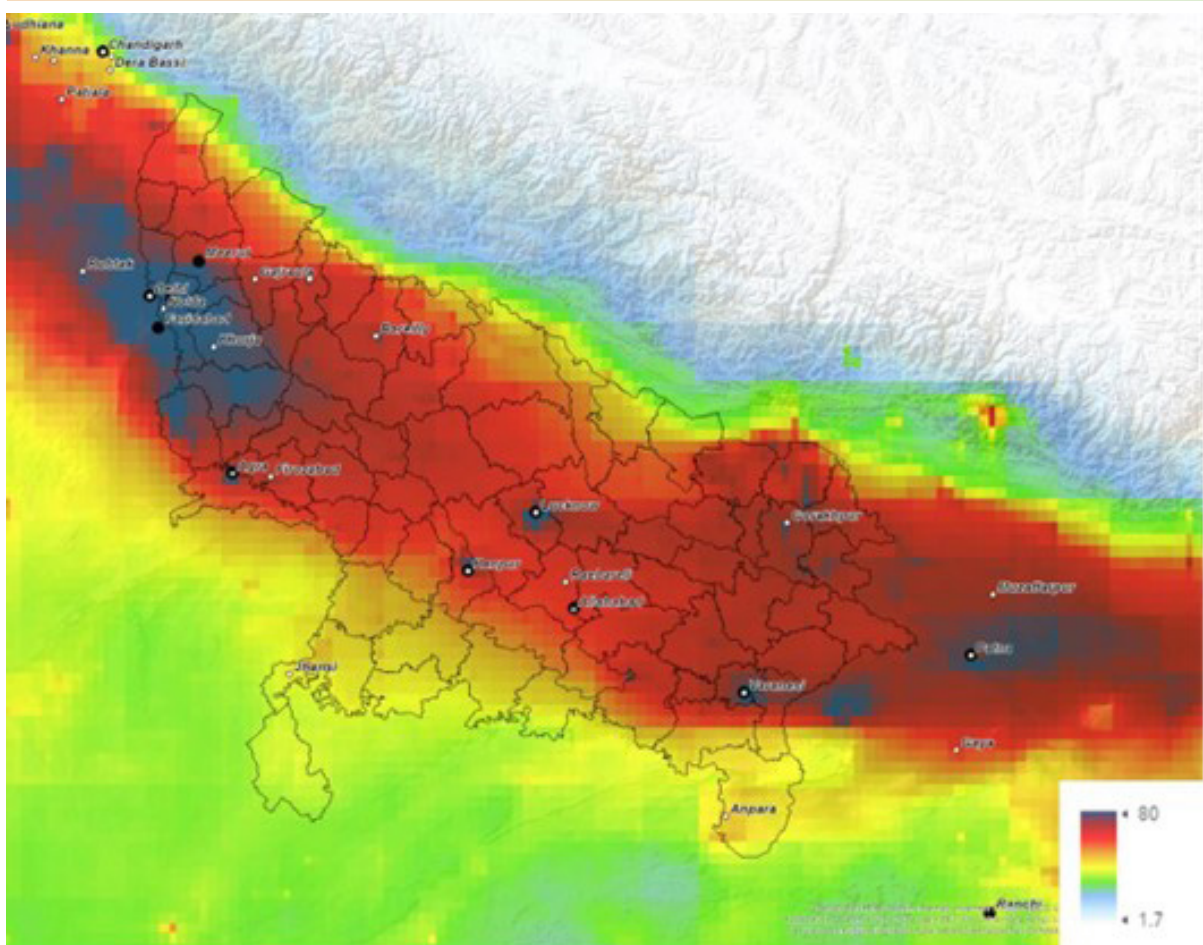 Ludhiana
Khanna
Chandigarh
Dera Bassi
Patiala
Meerut
Rohtak
Gajraula
Delhi
Noida
Faridabad
Khurja
Bareilly
Agra
Firozabad
Lucknow
Gorakhpur
Kanpur
Raebareli
Allahabad
Muzaffarpur
Patna
Jhansi
Varanasi
Gaya
Anpara
80
Ranchi
1.7